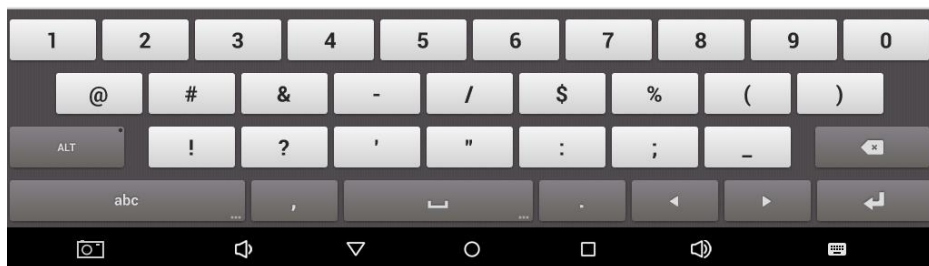 1 2 3 4 5 6 7 8 9 0
@ # & - / $ % ( )
ALT ! ? ' " : ; _
abc , .